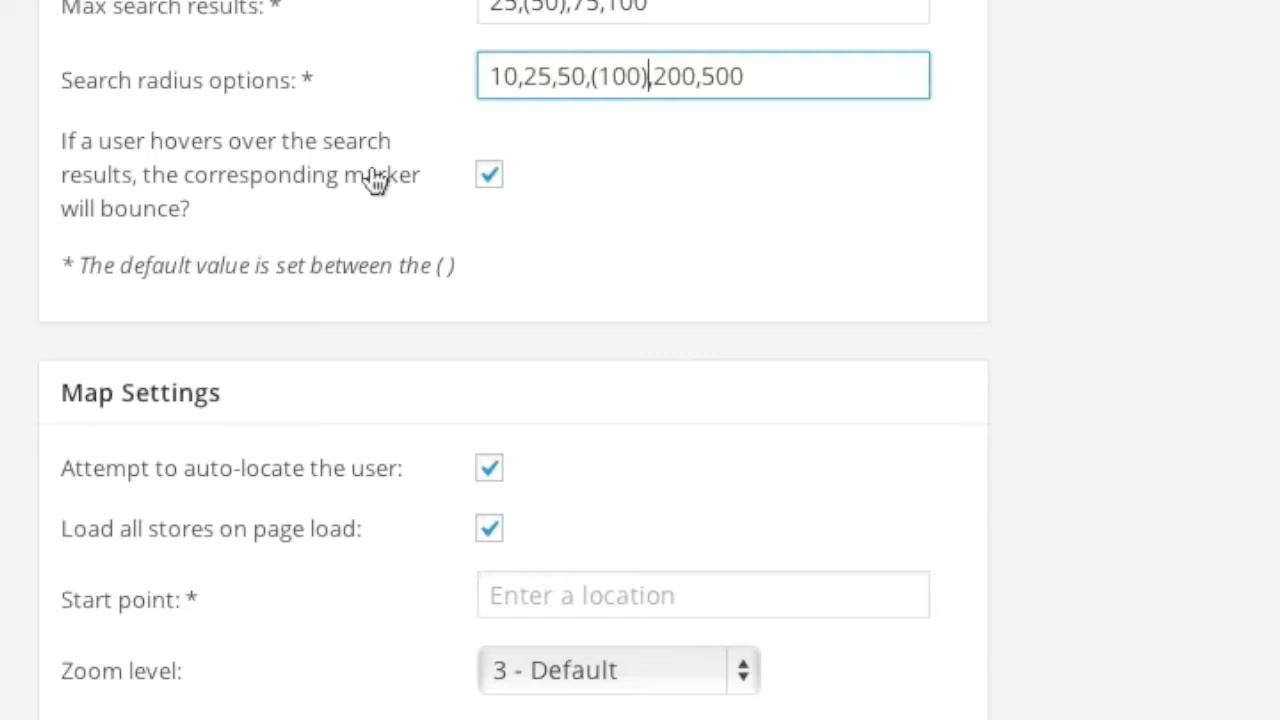 Max search results: *
25,(50),75,100
Search radius options: *
10,25,50,(100),200,500
If a user hovers over the search
results, the corresponding marker
will bounce?
* The default value is set between the ( )
Map Settings
Attempt to auto-locate the user:
Load all stores on page load:
Start point: *
Enter a location
Zoom level:
3 - Default